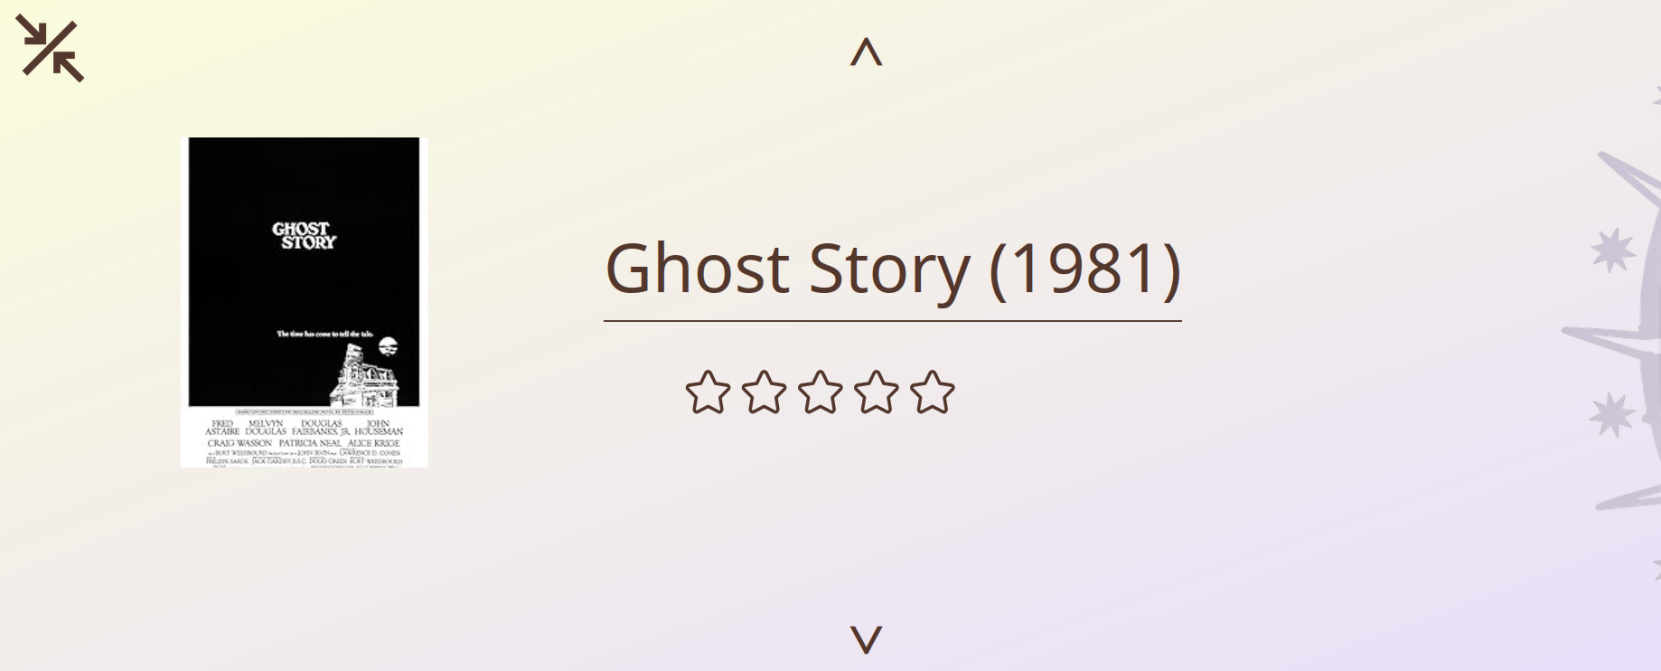 GHOST
STORY
The time has come to tell the tale.
FRED MELVYN DOUGLAS JOHN
ASTAIRE DOUGLAS FAIRBANKS, JR. HOUSEMAN
CRAIG WASSON PATRICIA NEAL ALICE KRIGE
Ghost Story (1981)